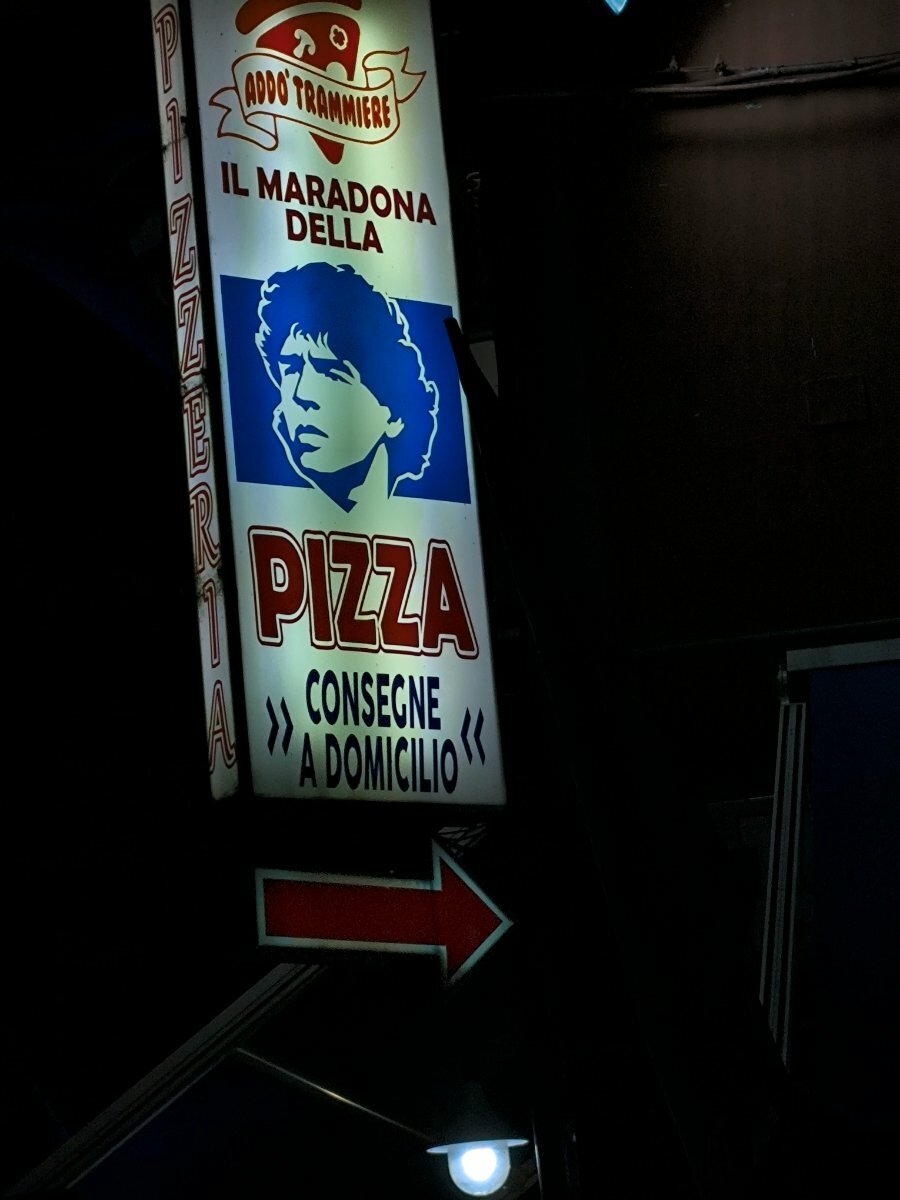 PIZZERIA
ADDO' TRAMMIERE
IL MARADONA
DELLA
PIZZA
CONSEGNE
A DOMICILIO